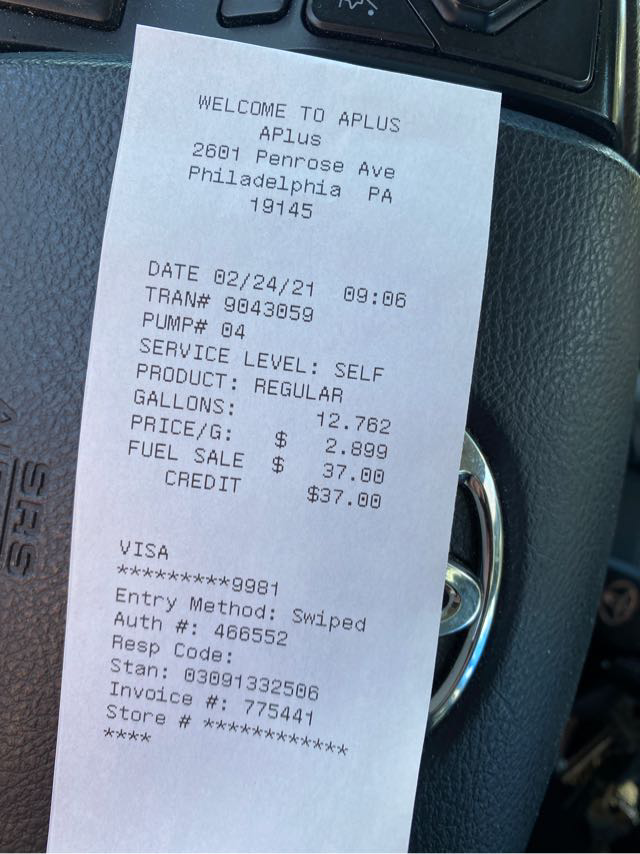 WELCOME TO APLUS
APlus
2601 Penrose Ave
Philadelphia PA
19145
DATE 02/24/21 09:06
TRAN# 9043059
PUMP# 04
SERVICE LEVEL: SELF
PRODUCT: REGULAR
GALLONS: 12.762
PRICE/G: $ 2.899
FUEL SALE $ 37.00
CREDIT $37.00
VISA
*********9981
Entry Method: Swiped
Auth #: 466552
Resp Code:
Stan: 03091332506
Invoice #: 775441
Store # ************
****
SRS